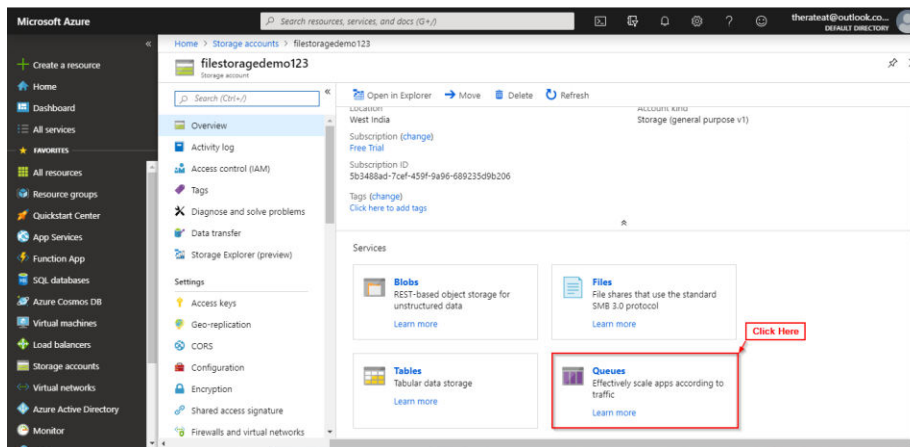 Microsoft Azure
Search resources, services, and docs (G+/)
therateat@outlook.co...
DEFAULT DIRECTORY
Create a resource
Home
Dashboard
All services
FAVORITES
All resources
Resource groups
Quickstart Center
App Services
Function App
SQL databases
Azure Cosmos DB
Virtual machines
Load balancers
Storage accounts
Virtual networks
Azure Active Directory
Monitor
Home > Storage accounts > filestoragedemo123
filestoragedemo123
Storage account
Search (Ctrl+/)
Overview
Activity log
Access control (IAM)
Tags
Diagnose and solve problems
Data transfer
Storage Explorer (preview)
Settings
Access keys
Geo-replication
CORS
Configuration
Encryption
Shared access signature
Firewalls and virtual networks
Open in Explorer Move Delete Refresh
Location
West India
Subscription (change)
Free Trial
Subscription ID
5b3488ad-7cef-459f-9a96-689235d9b206
Tags (change)
Click here to add tags
Account kind
Storage (general purpose v1)
Services
Blobs
REST-based object storage for
unstructured data
Learn more
Files
File shares that use the standard
SMB 3.0 protocol
Learn more
Click Here
Tables
Tabular data storage
Learn more
Queues
Effectively scale apps according to
traffic
Learn more